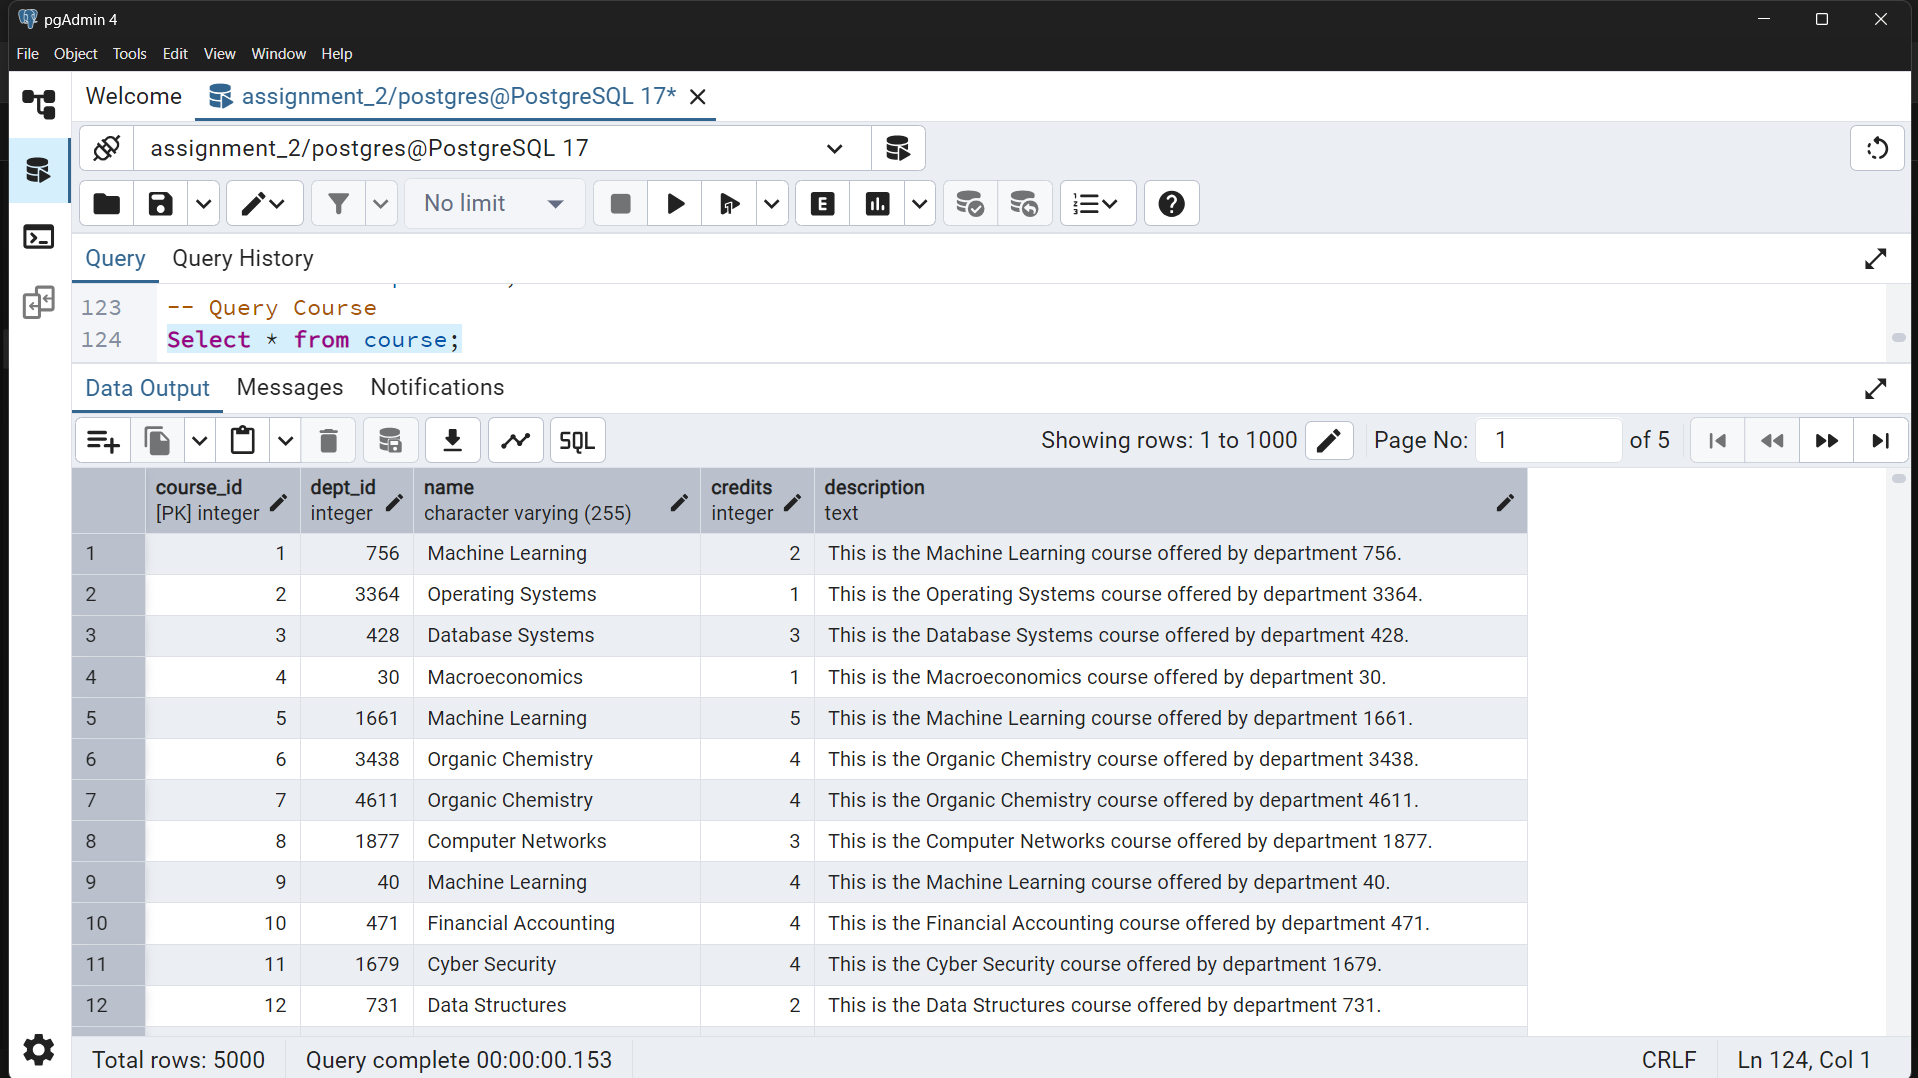 pgAdmin 4
File Object Tools Edit View Window Help
Welcome assignment_2/postgres@PostgreSQL 17*
assignment_2/postgres@PostgreSQL 17
No limit
E
Query Query History
123 -- Query Course
124 Select * from course;
Data Output Messages Notifications
SQL Showing rows: 1 to 1000 Page No: 1 of 5
course_id dept_id name credits description
[PK] integer integer character varying (255) integer text
1 1 756 Machine Learning 2 This is the Machine Learning course offered by department 756.
2 2 3364 Operating Systems 1 This is the Operating Systems course offered by department 3364.
3 3 428 Database Systems 3 This is the Database Systems course offered by department 428.
4 4 30 Macroeconomics 1 This is the Macroeconomics course offered by department 30.
5 5 1661 Machine Learning 5 This is the Machine Learning course offered by department 1661.
6 6 3438 Organic Chemistry 4 This is the Organic Chemistry course offered by department 3438.
7 7 4611 Organic Chemistry 4 This is the Organic Chemistry course offered by department 4611.
8 8 1877 Computer Networks 3 This is the Computer Networks course offered by department 1877.
9 9 40 Machine Learning 4 This is the Machine Learning course offered by department 40.
10 10 471 Financial Accounting 4 This is the Financial Accounting course offered by department 471.
11 11 1679 Cyber Security 4 This is the Cyber Security course offered by department 1679.
12 12 731 Data Structures 2 This is the Data Structures course offered by department 731.
Total rows: 5000 Query complete 00:00:00.153 CRLF Ln 124, Col 1